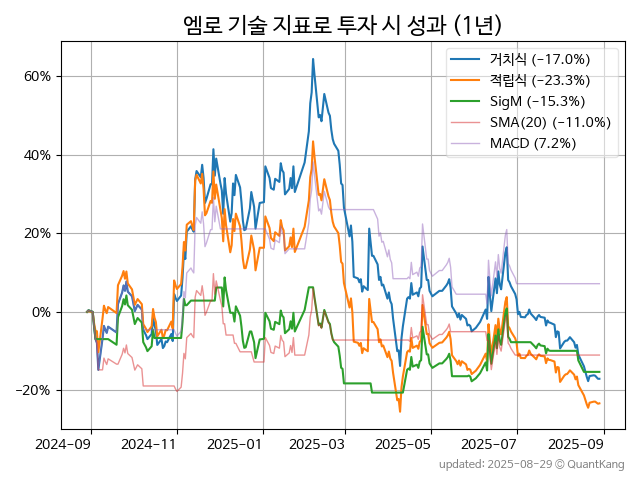 엠로 기술 지표로 투자 시 성과 (1년)
거치식 (−17.0%)
적립식 (−23.3%)
SigM (−15.3%)
SMA(20) (−11.0%)
MACD (7.2%)
60%
40%
20%
0%
−20%
2024-09 2024-11 2025-01 2025-03 2025-05 2025-07 2025-09
updated: 2025-08-29 © QuantKang